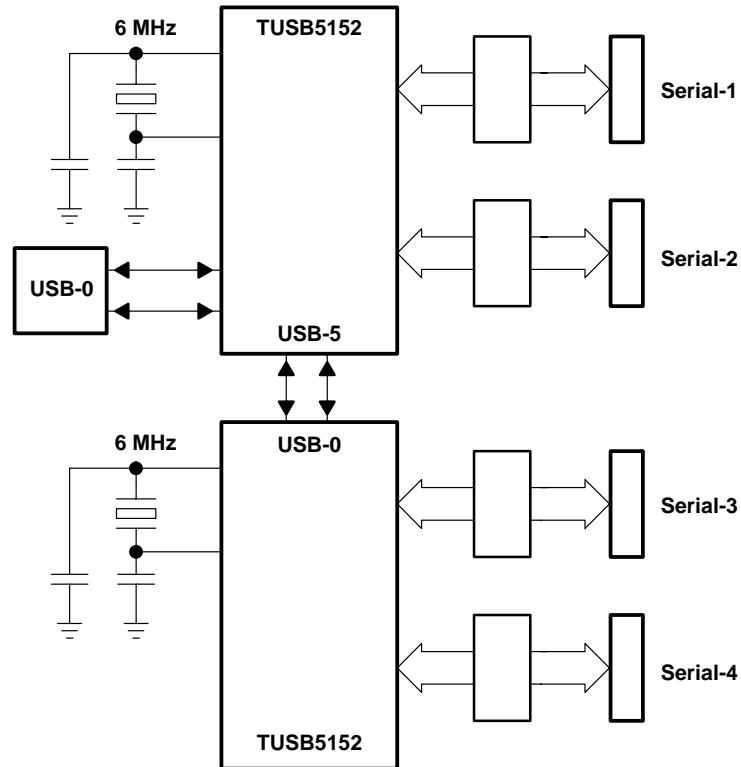 6 MHz
TUSB5152
Serial-1
Serial-2
USB-0
USB-5
6 MHz
USB-0
Serial-3
Serial-4
TUSB5152